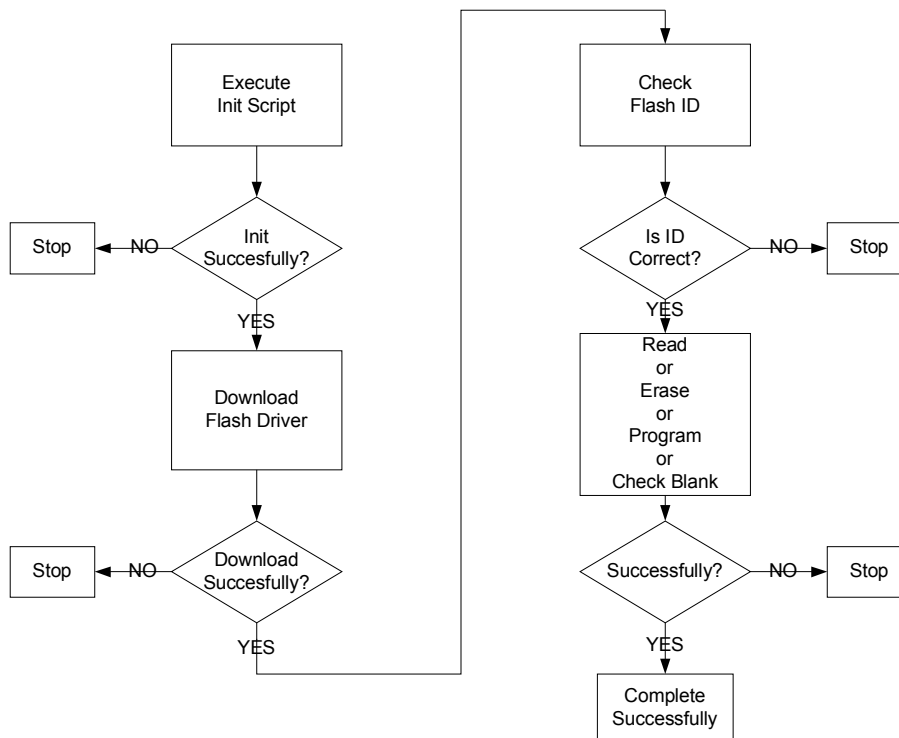 Execute
Init Script
Init
Succesfully?
NO
Stop
YES
Download
Flash Driver
Download
Succesfully?
NO
Stop
YES
Check
Flash ID
Is ID
Correct?
NO
Stop
YES
Read
or
Erase
or
Program
or
Check Blank
Successfully?
NO
Stop
YES
Complete
Successfully